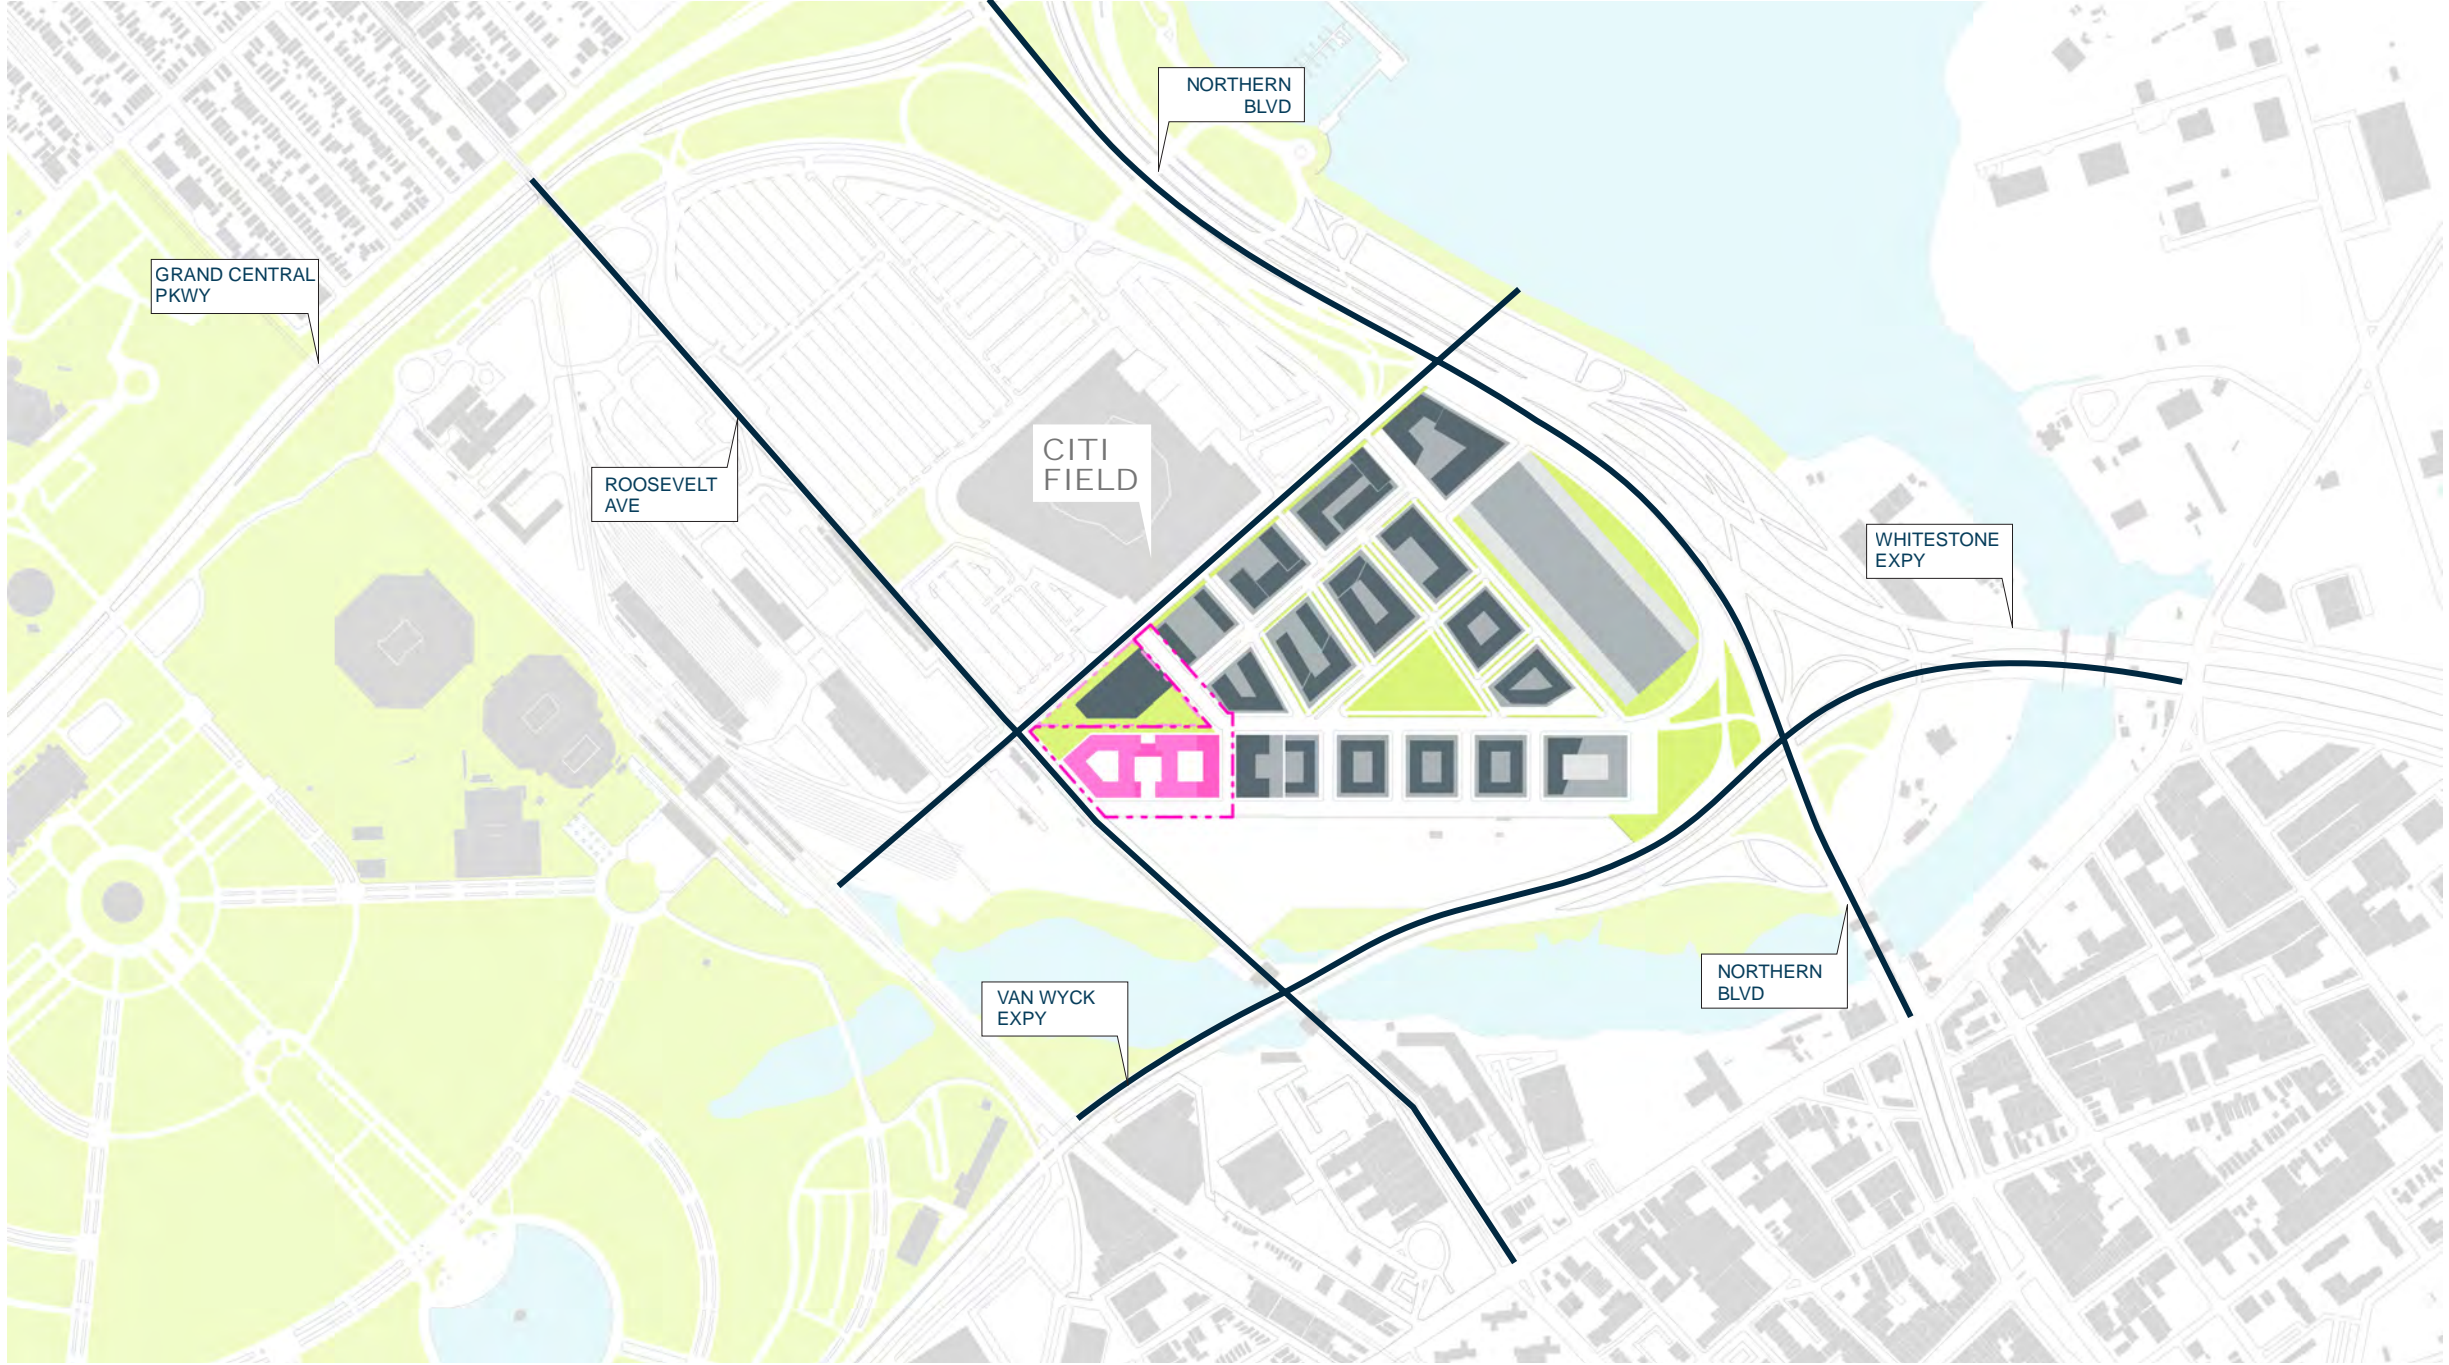 NORTHERN
BLVD
GRAND CENTRAL
PKWY
CITI
FIELD
ROOSEVELT
AVE
WHITESTONE
EXPY
NORTHERN
BLVD
VAN WYCK
EXPY